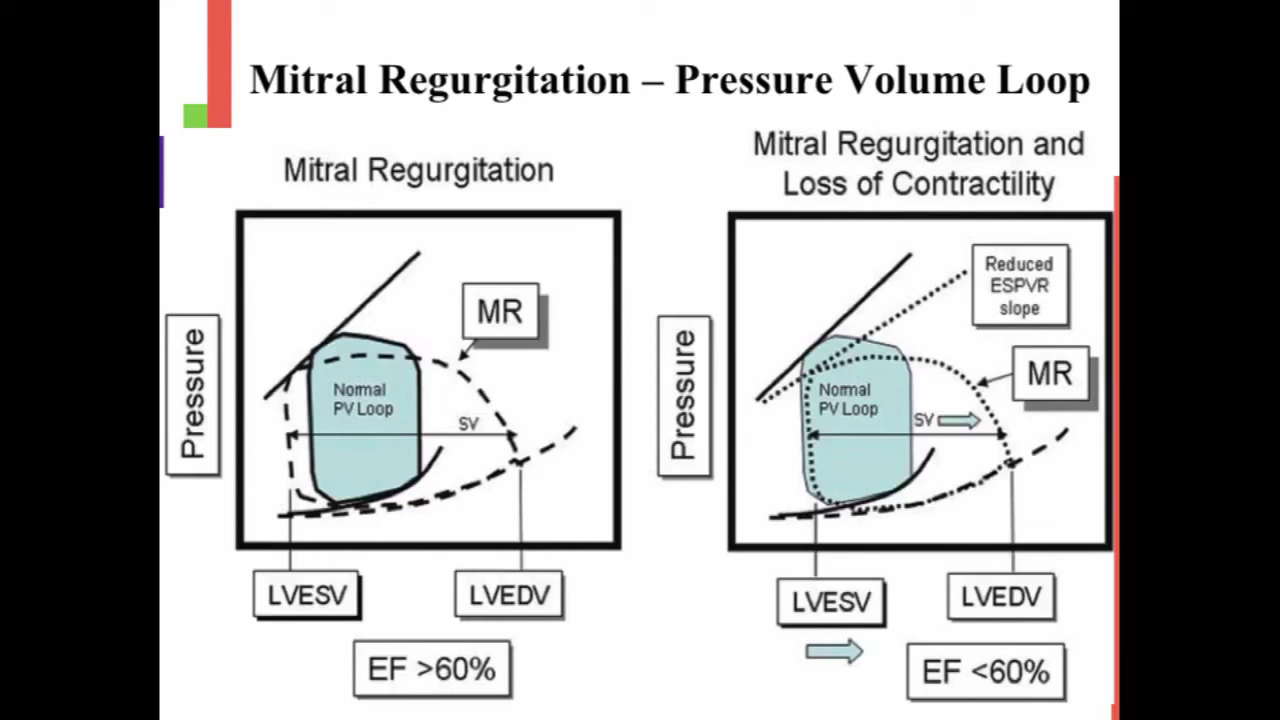 Mitral Regurgitation – Pressure Volume Loop
Mitral Regurgitation
MR
Pressure
Normal
PV Loop
SV
LVESV
LVEDV
EF >60%
Mitral Regurgitation and
Loss of Contractility
Reduced
ESPVR
slope
MR
Pressure
Normal
PV Loop
SV
LVESV
LVEDV
EF <60%